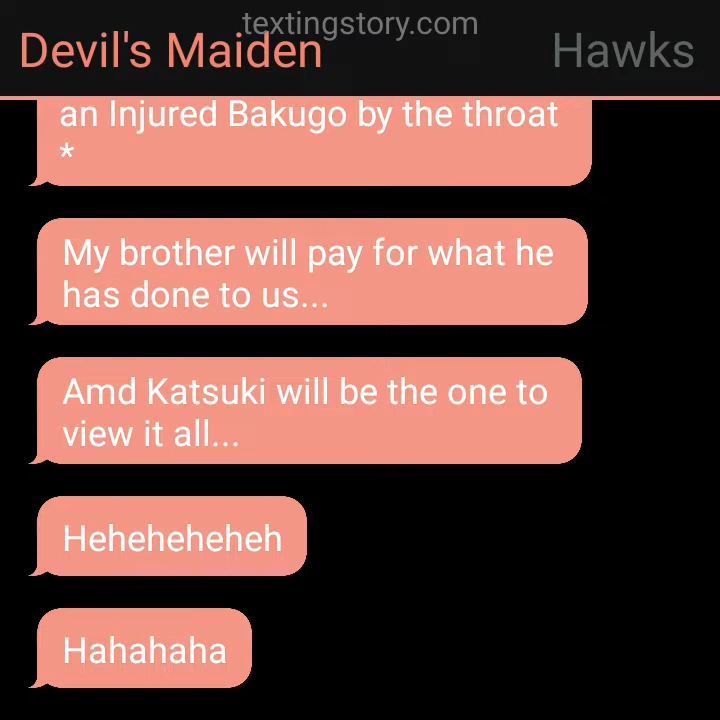 textingstory.com
Devil's Maiden
Hawks
an Injured Bakugo by the throat
*
My brother will pay for what he
has done to us...
Amd Katsuki will be the one to
view it all...
Heheheheheh
Hahahaha